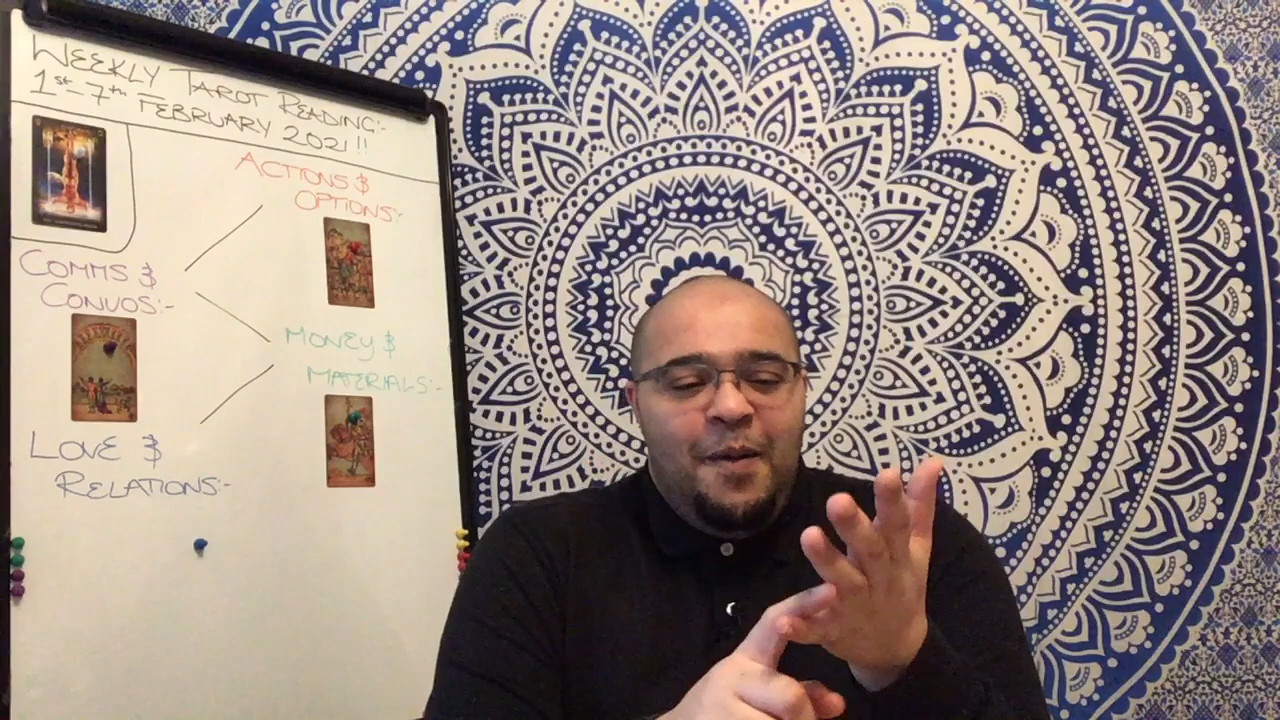 WEEKLY TAROT READING:-
1st-7th FEBRUARY 2021!!
ACTIONS &
OPTIONS:-
COMMS &
CONVOS:-
MONEY &
MATERIALS:-
LOVE &
RELATIONS:-